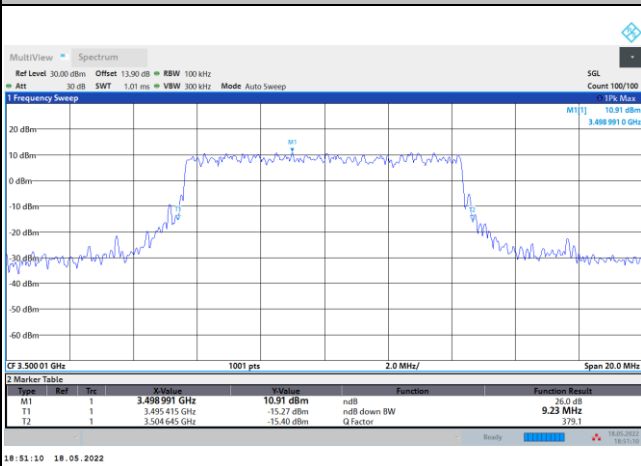 MultiView Spectrum
Ref Level 30.00 dBm Offset 13.90 dB RBW 100 kHz SGL
Att 30 dB SWT 1.01 ms VBW 300 kHz Mode Auto Sweep Count 100/100
1 Frequency Sweep 1Pk Max
M1[1] 10.91 dBm
3.498 991 0 GHz
20 dBm
M1
10 dBm
0 dBm
-10 dBm
T1 T2
-20 dBm
-30 dBm
-40 dBm
-50 dBm
-60 dBm
CF 3.500 01 GHz 1001 pts 2.0 MHz/ Span 20.0 MHz
2 Marker Table
Type Ref Trc X-Value Y-Value Function Function Result
M1 1 3.498 991 GHz 10.91 dBm ndB 26.0 dB
T1 1 3.495 415 GHz -15.27 dBm ndB down BW 9.23 MHz
T2 1 3.504 645 GHz -15.40 dBm Q Factor 379.1
Ready 18.05.2022
18:51:10
18:51:10 18.05.2022